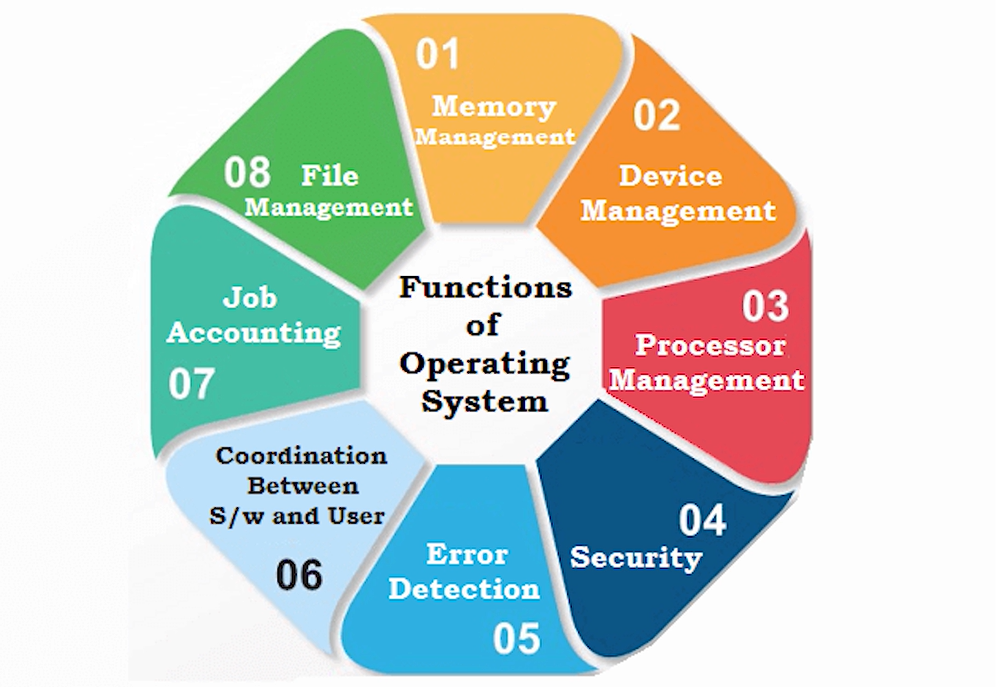 01
Memory
Management
02
Device
Management
03
Processor
Management
04
Security
Error
Detection
05
Coordination
Between
S/w and User
06
Job
Accounting
07
08 File
Management
Functions
of
Operating
System